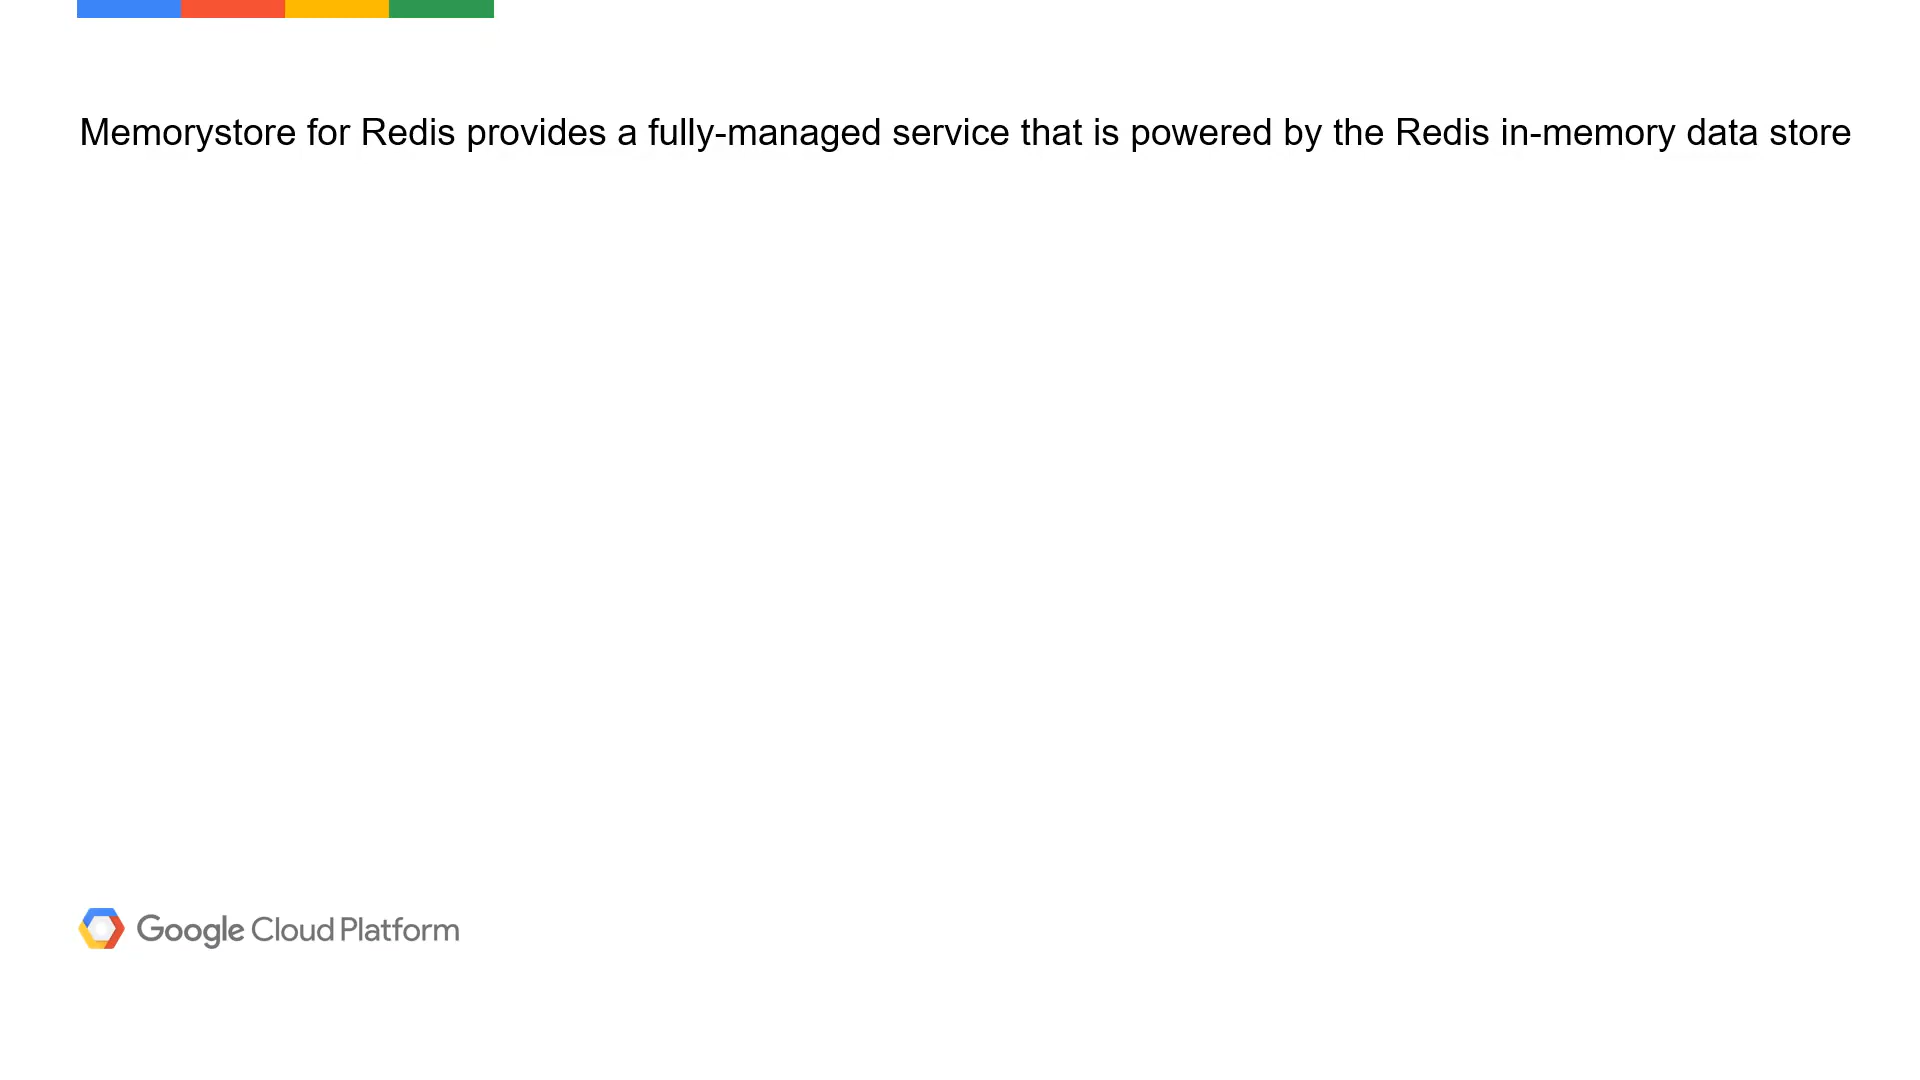 Memorystore for Redis provides a fully-managed service that is powered by the Redis in-memory data store
Google Cloud Platform